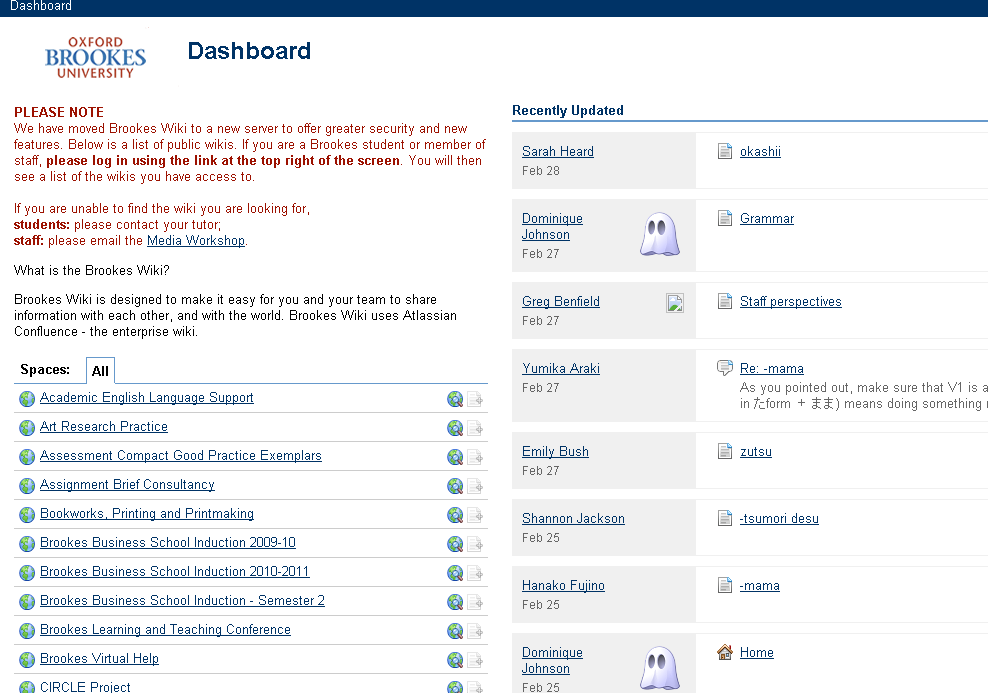 Dashboard
OXFORD
BROOKES
UNIVERSITY
Dashboard
PLEASE NOTE
We have moved Brookes Wiki to a new server to offer greater security and new
features. Below is a list of public wikis. If you are a Brookes student or member of
staff, please log in using the link at the top right of the screen. You will then
see a list of the wikis you have access to.
If you are unable to find the wiki you are looking for,
students: please contact your tutor;
staff: please email the Media Workshop.
What is the Brookes Wiki?
Brookes Wiki is designed to make it easy for you and your team to share
information with each other, and with the world. Brookes Wiki uses Atlassian
Confluence - the enterprise wiki.
Spaces: All
Academic English Language Support
Art Research Practice
Assessment Compact Good Practice Exemplars
Assignment Brief Consultancy
Bookworks, Printing and Printmaking
Brookes Business School Induction 2009-10
Brookes Business School Induction 2010-2011
Brookes Business School Induction - Semester 2
Brookes Learning and Teaching Conference
Brookes Virtual Help
CIRCLE Project
Recently Updated
Sarah Heard
Feb 28
okashii
Dominique
Johnson
Feb 27
Grammar
Greg Benfield
Feb 27
Staff perspectives
Yumika Araki
Feb 27
Re: -mama
As you pointed out, make sure that V1 is a
in たform + まま) means doing something
Emily Bush
Feb 27
zutsu
Shannon Jackson
Feb 25
-tsumori desu
Hanako Fujino
Feb 25
-mama
Dominique
Johnson
Feb 25
Home